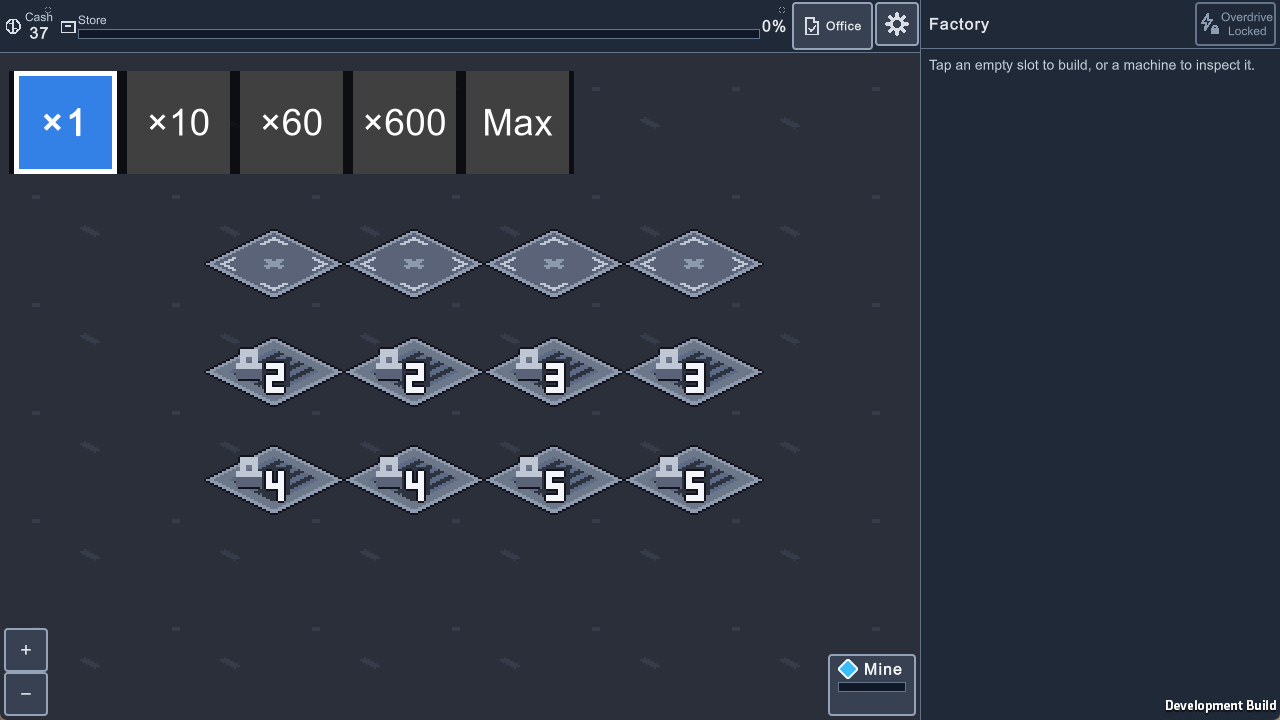 Cash
37
Store
0%
Office
Factory
Overdrive
Locked
Tap an empty slot to build, or a machine to inspect it.
×1
×10
×60
×600
Max
2
2
3
3
4
4
5
5
+
−
Mine
Development Build